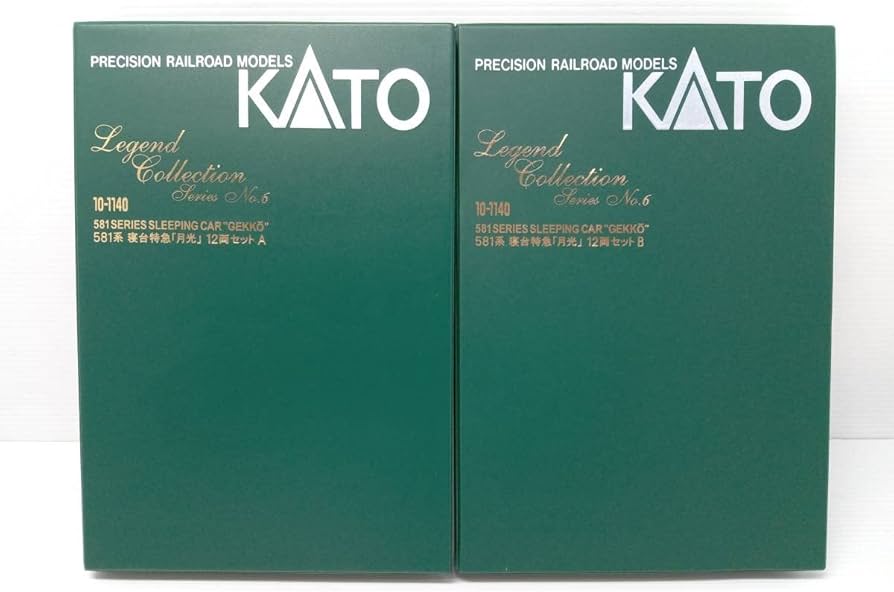 PRECISION RAILROAD MODELS
KATO
Legend
Collection
Series No.6
10-1140
581 SERIES SLEEPING CAR "GEKKŌ"
581系 寝台特急「月光」 12両セット A
PRECISION RAILROAD MODELS
KATO
Legend
Collection
Series No.6
10-1140
581 SERIES SLEEPING CAR "GEKKŌ"
581系 寝台特急「月光」 12両セット B